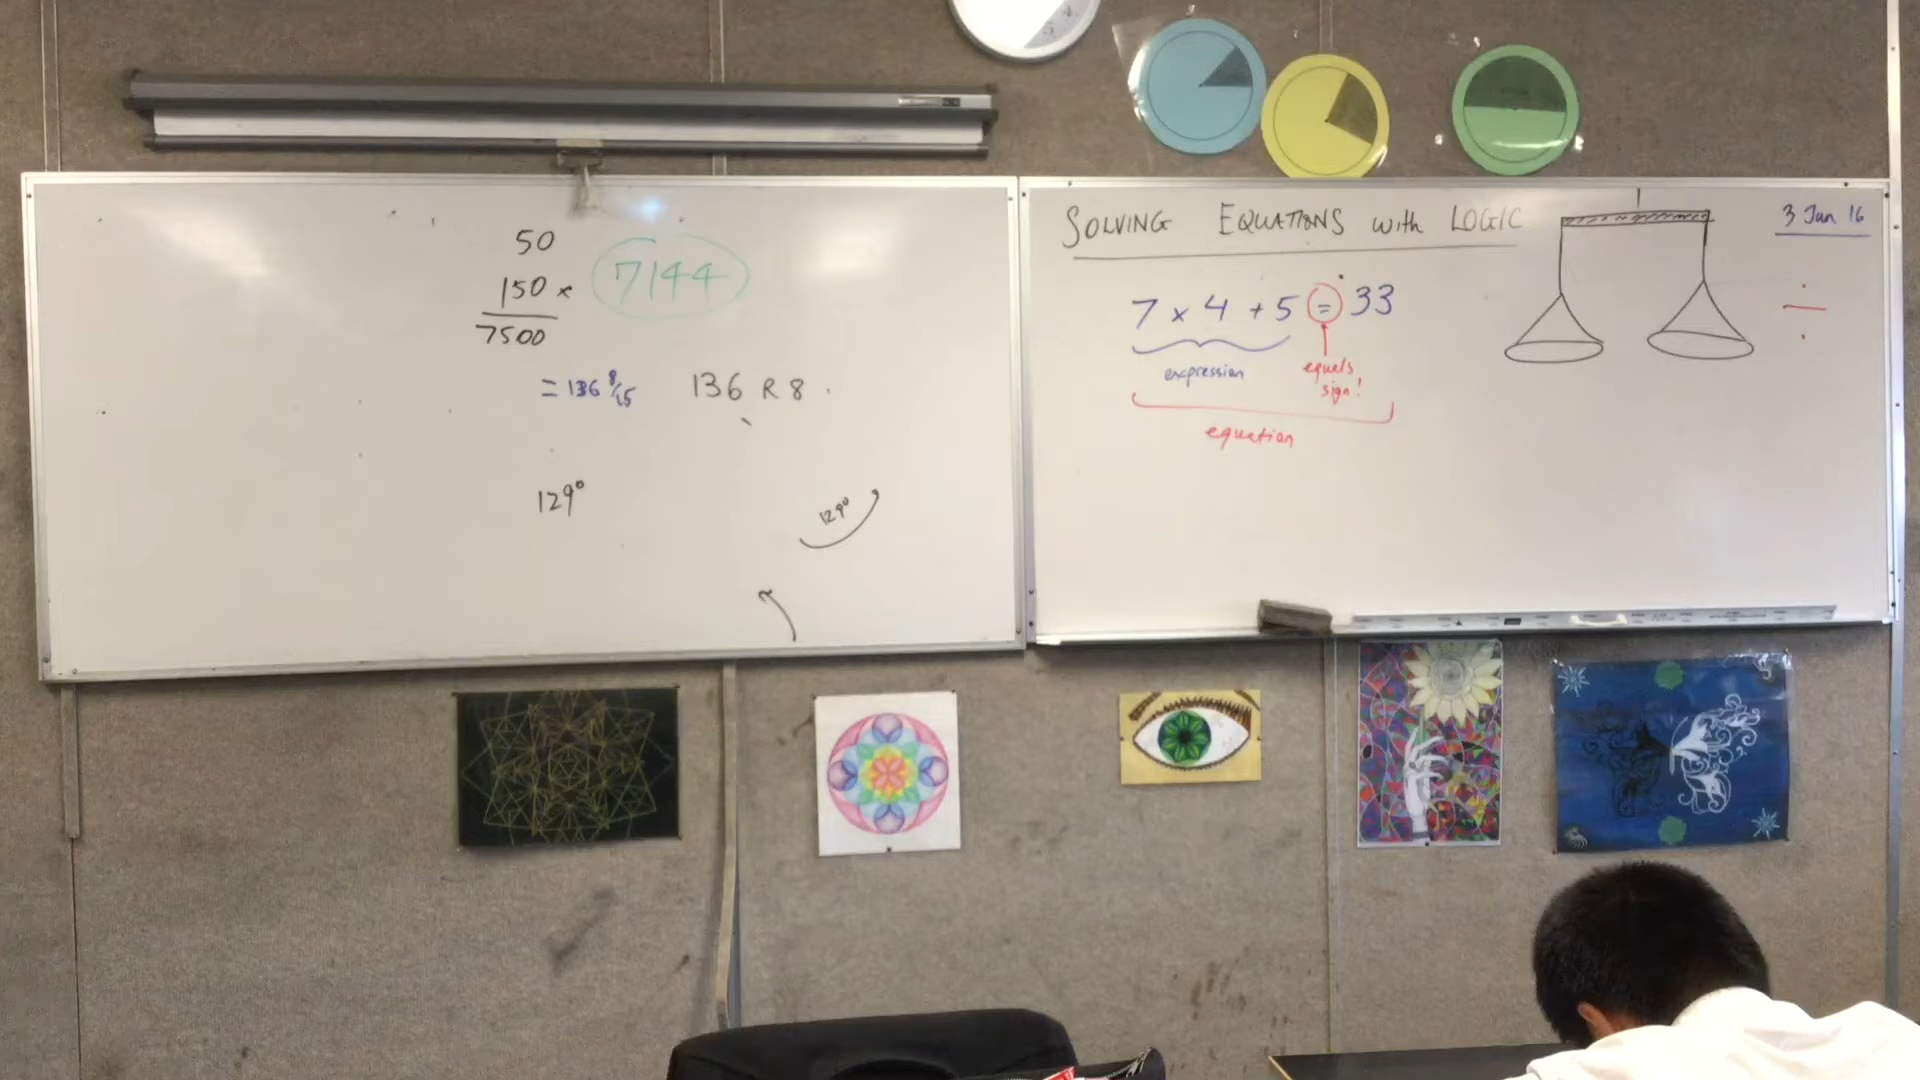 50
150 ×
7500
7144
= 136 8/15
136 R 8
129°
129°
SOLVING EQUATIONS with LOGIC
3 Jun 16
7 × 4 + 5 = 33
expression
equals
sign!
equation
÷